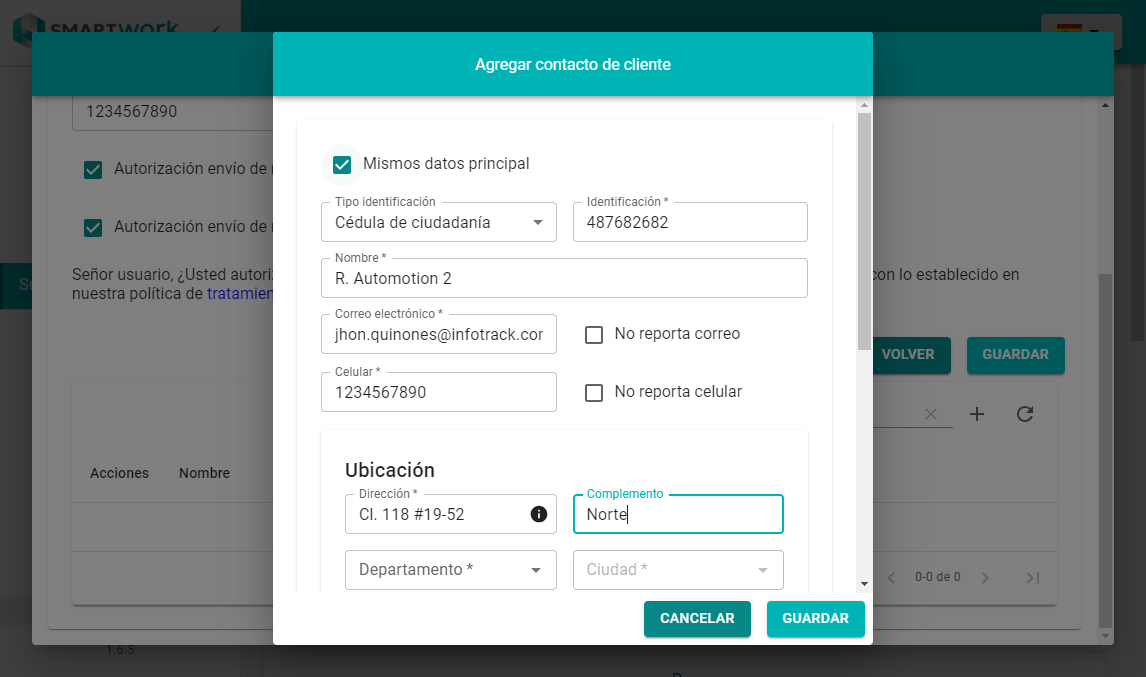 SMARTwork
Agregar contacto de cliente
1234567890
Autorización envío de
Autorización envío de
Señor usuario, ¿Usted autoriz
con lo establecido en
nuestra política de tratamien
VOLVER
GUARDAR
Acciones
Nombre
0-0 de 0
1.6.5
Mismos datos principal
Tipo identificación
Cédula de ciudadanía
Identificación *
487682682
Nombre *
R. Automotion 2
Correo electrónico *
jhon.quinones@infotrack.cor
No reporta correo
Celular *
1234567890
No reporta celular
Ubicación
Dirección *
Cl. 118 #19-52
Complemento
Norte
Departamento *
Ciudad *
CANCELAR
GUARDAR